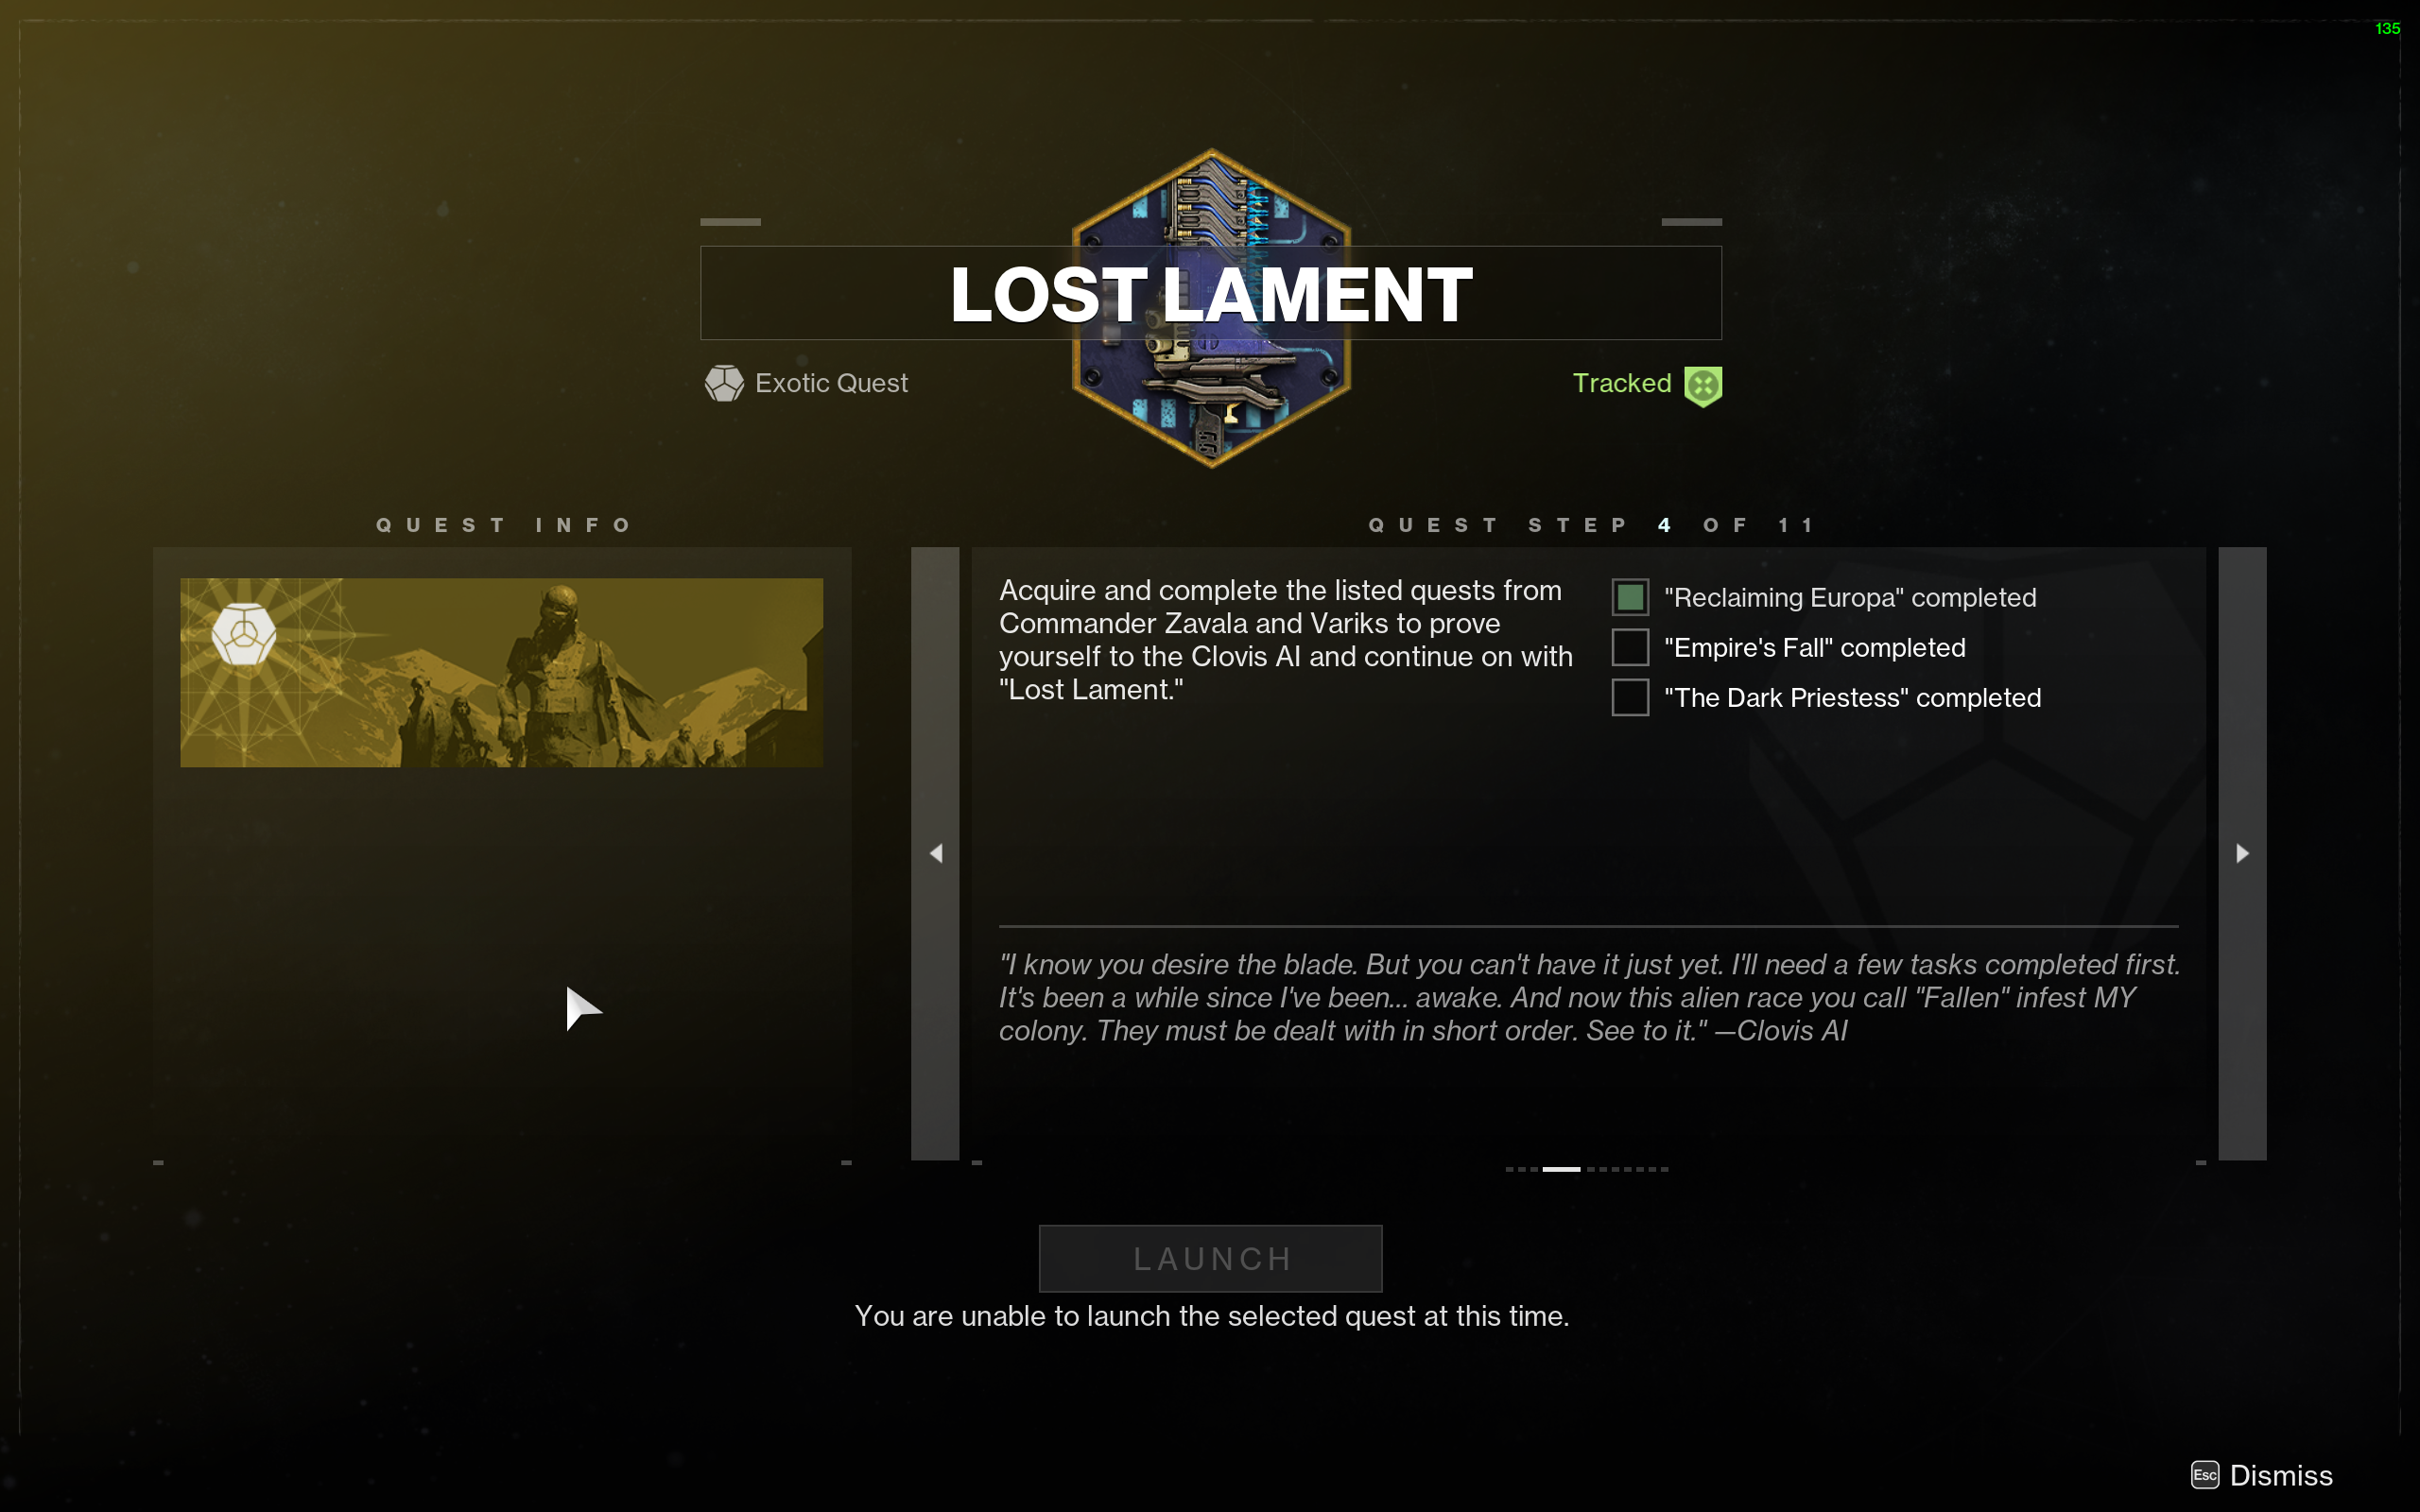 135
LOST LAMENT
Exotic Quest
Tracked
QUEST INFO
QUEST STEP 4 OF 11
Acquire and complete the listed quests from
Commander Zavala and Variks to prove
yourself to the Clovis AI and continue on with
"Lost Lament."
"Reclaiming Europa" completed
"Empire's Fall" completed
"The Dark Priestess" completed
"I know you desire the blade. But you can't have it just yet. I'll need a few tasks completed first.
It's been a while since I've been... awake. And now this alien race you call "Fallen" infest MY
colony. They must be dealt with in short order. See to it." —Clovis AI
LAUNCH
You are unable to launch the selected quest at this time.
Esc Dismiss